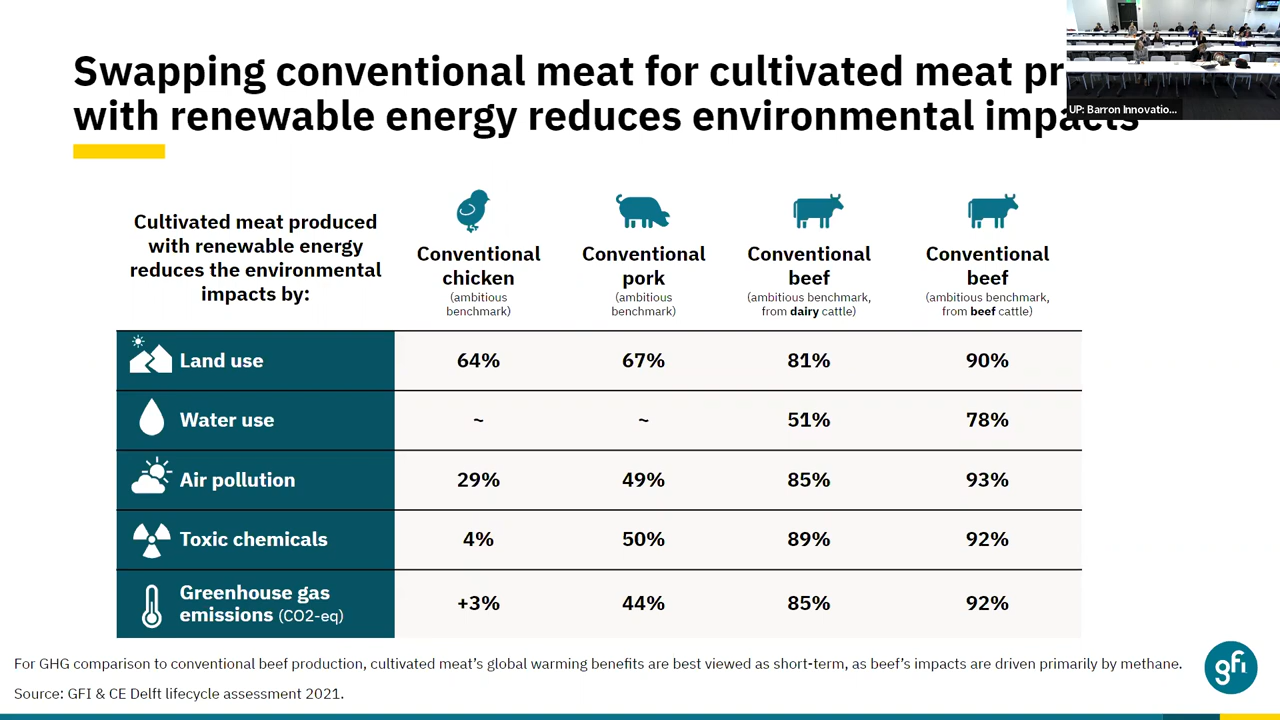 Swapping conventional meat for cultivated meat pr
with renewable energy reduces environmental impacts
UP: Barron Innovatio...
Cultivated meat produced
with renewable energy
reduces the environmental
impacts by:
Conventional
chicken
(ambitious
benchmark)
Conventional
pork
(ambitious
benchmark)
Conventional
beef
(ambitious benchmark,
from dairy cattle)
Conventional
beef
(ambitious benchmark,
from beef cattle)
Land use 64% 67% 81% 90%
Water use ~ ~ 51% 78%
Air pollution 29% 49% 85% 93%
Toxic chemicals 4% 50% 89% 92%
Greenhouse gas
emissions (CO2-eq) +3% 44% 85% 92%
For GHG comparison to conventional beef production, cultivated meat's global warming benefits are best viewed as short-term, as beef's impacts are driven primarily by methane.
Source: GFI & CE Delft lifecycle assessment 2021.
gfi